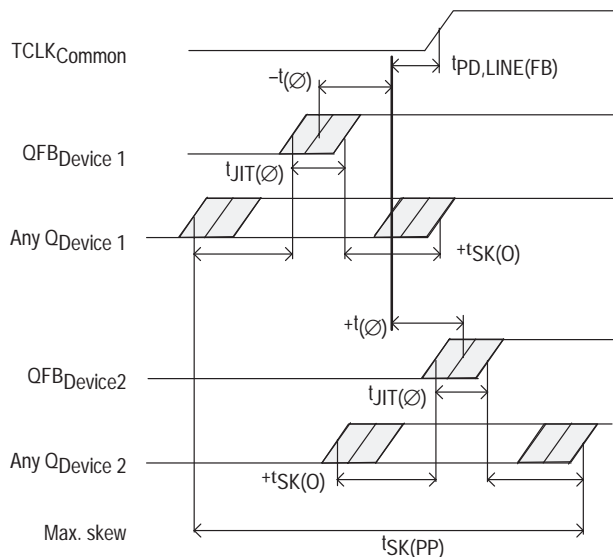 TCLKCommon
tPD,LINE(FB)
–t(∅)
QFBDevice 1
tJIT(∅)
Any QDevice 1
+tSK(O)
+t(∅)
QFBDevice2
tJIT(∅)
Any QDevice 2
+tSK(O)
Max. skew
tSK(PP)